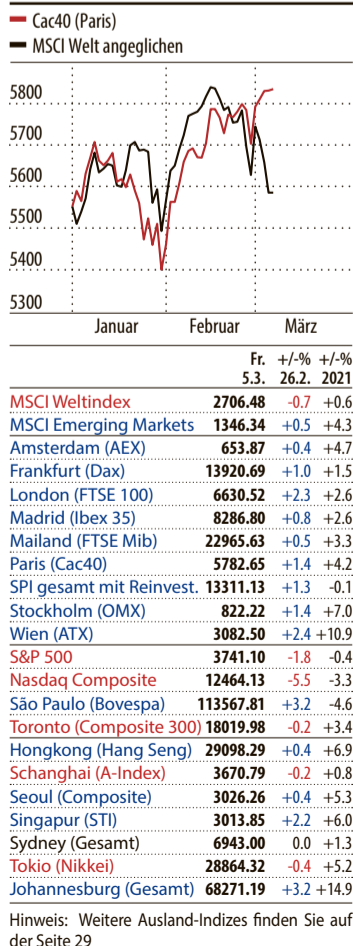 Cac40 (Paris)
MSCI Welt angeglichen
5800
5700
5600
5500
5400
5300
Januar Februar März
Fr. +/-% +/-%
5.3. 26.2. 2021
MSCI Weltindex 2706.48 -0.7 +0.6
MSCI Emerging Markets 1346.34 +0.5 +4.3
Amsterdam (AEX) 653.87 +0.4 +4.7
Frankfurt (Dax) 13920.69 +1.0 +1.5
London (FTSE 100) 6630.52 +2.3 +2.6
Madrid (Ibex 35) 8286.80 +0.8 +2.6
Mailand (FTSE Mib) 22965.63 +0.5 +3.3
Paris (Cac40) 5782.65 +1.4 +4.2
SPI gesamt mit Reinvest. 13311.13 +1.3 -0.1
Stockholm (OMX) 822.22 +1.4 +7.0
Wien (ATX) 3082.50 +2.4 +10.9
S&P 500 3741.10 -1.8 -0.4
Nasdaq Composite 12464.13 -5.5 -3.3
São Paulo (Bovespa) 113567.81 +3.2 -4.6
Toronto (Composite 300) 18019.98 -0.2 +3.4
Hongkong (Hang Seng) 29098.29 +0.4 +6.9
Schanghai (A-Index) 3670.79 -0.2 +0.8
Seoul (Composite) 3026.26 +0.4 +5.3
Singapur (STI) 3013.85 +2.2 +6.0
Sydney (Gesamt) 6943.00 0.0 +1.3
Tokio (Nikkei) 28864.32 -0.4 +5.2
Johannesburg (Gesamt) 68271.19 +3.2 +14.9
Hinweis: Weitere Ausland-Indizes finden Sie auf
der Seite 29